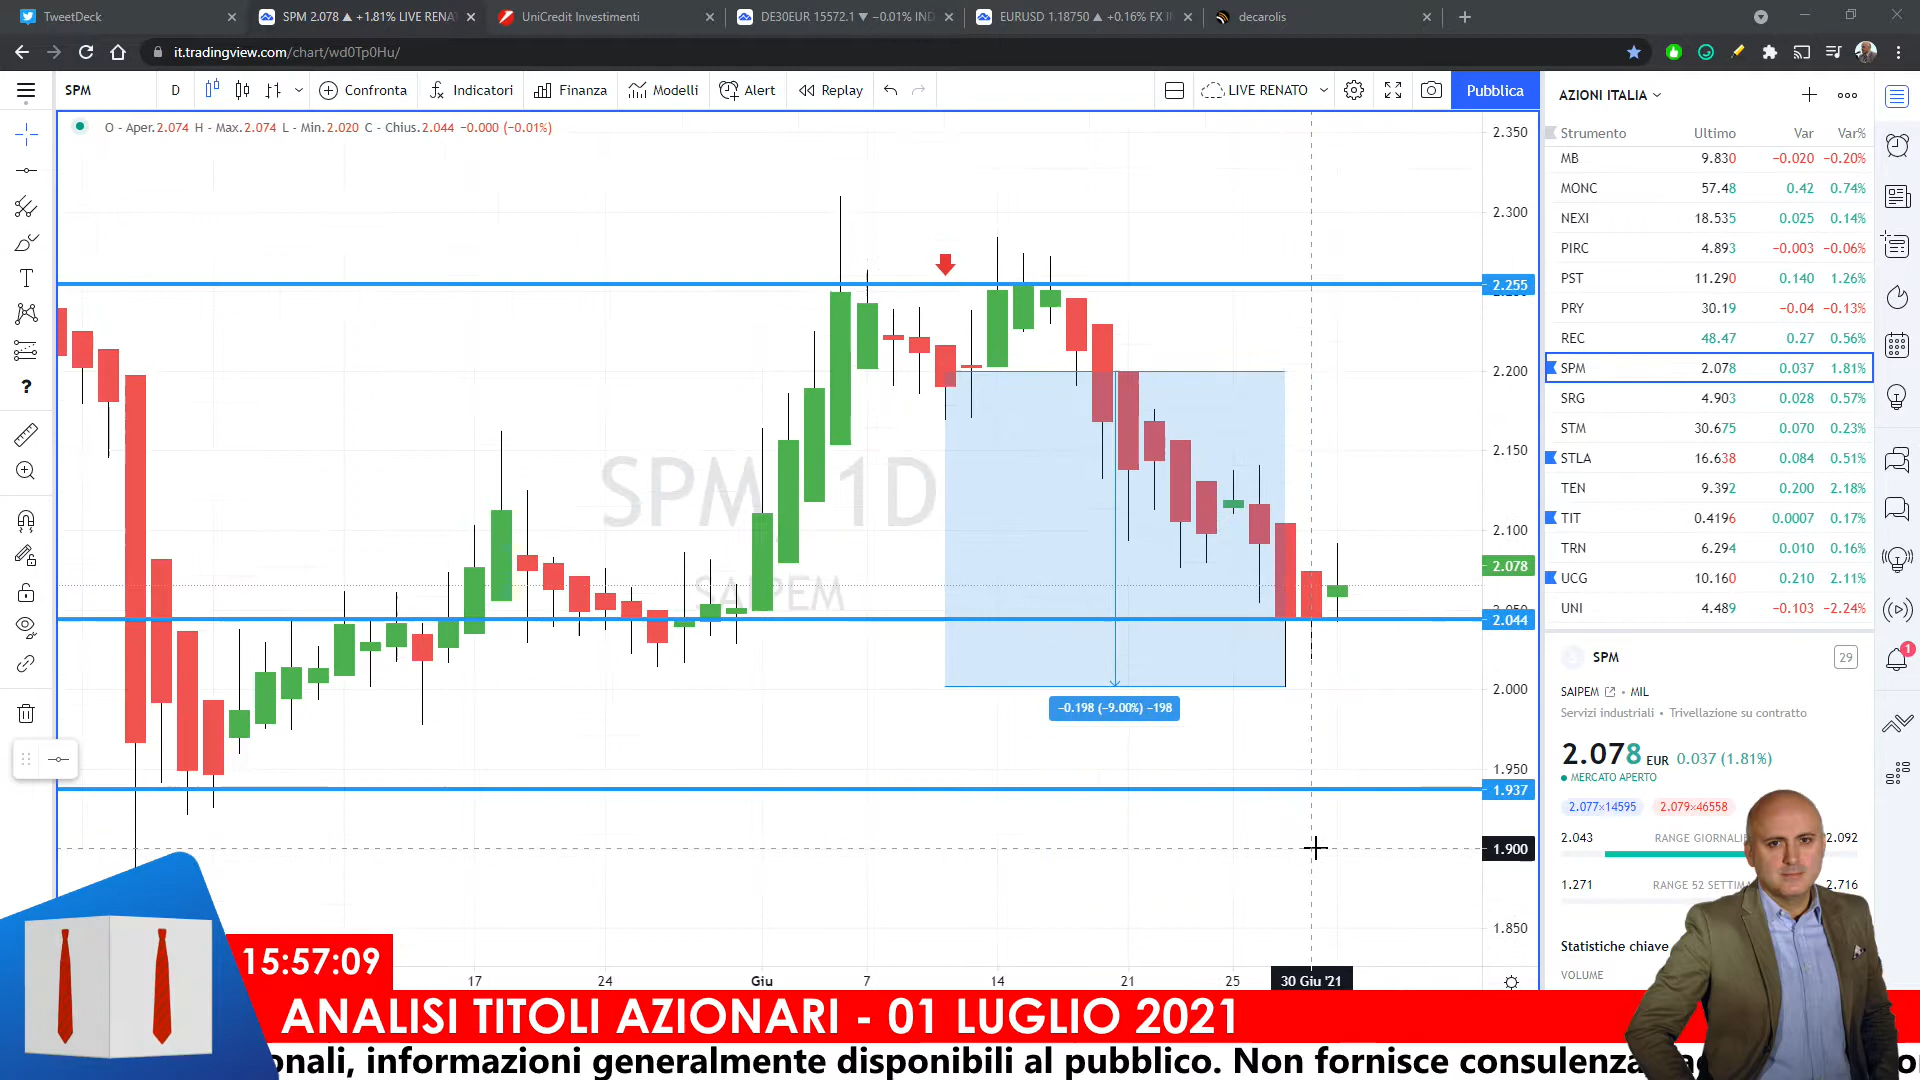 TweetDeck
SPM 2.078 ▲ +1.81% LIVE RENA
UniCredit Investimenti
DE30EUR 15572.1 ▼ −0.01% IND
EURUSD 1.18750 ▲ +0.16% FX I
decarolis
it.tradingview.com/chart/wd0Tp0Hu/
SPM
D
Confronta
Indicatori
Finanza
Modelli
Alert
Replay
LIVE RENATO
Pubblica
O - Aper.2.074 H - Max.2.074 L - Min.2.020 C - Chius.2.044 −0.000 (−0.01%)
SPM, 1D
SAIPEM
2.350
2.300
2.255
2.200
2.150
2.100
2.078
2.050
2.044
2.000
1.950
1.937
1.900
1.850
−0.198 (−9.00%) −198
17
24
Giu
7
14
21
25
30 Giu '21
AZIONI ITALIA
Strumento Ultimo Var Var%
MB 9.830 −0.020 −0.20%
MONC 57.48 0.42 0.74%
NEXI 18.535 0.025 0.14%
PIRC 4.893 −0.003 −0.06%
PST 11.290 0.140 1.26%
PRY 30.19 −0.04 −0.13%
REC 48.47 0.27 0.56%
SPM 2.078 0.037 1.81%
SRG 4.903 0.028 0.57%
STM 30.675 0.070 0.23%
STLA 16.638 0.084 0.51%
TEN 9.392 0.200 2.18%
TIT 0.4196 0.0007 0.17%
TRN 6.294 0.010 0.16%
UCG 10.160 0.210 2.11%
UNI 4.489 −0.103 −2.24%
1
SPM
29
SAIPEM • MIL
Servizi industriali • Trivellazione su contratto
2.078 EUR 0.037 (1.81%)
MERCATO APERTO
2.077×14595 2.079×46558
2.043 RANGE GIORNALIE 2.092
1.271 RANGE 52 SETTIMA 2.716
Statistiche chiave
VOLUME
15:57:09
ANALISI TITOLI AZIONARI - 01 LUGLIO 2021
onali, informazioni generalmente disponibili al pubblico. Non fornisce consulenza